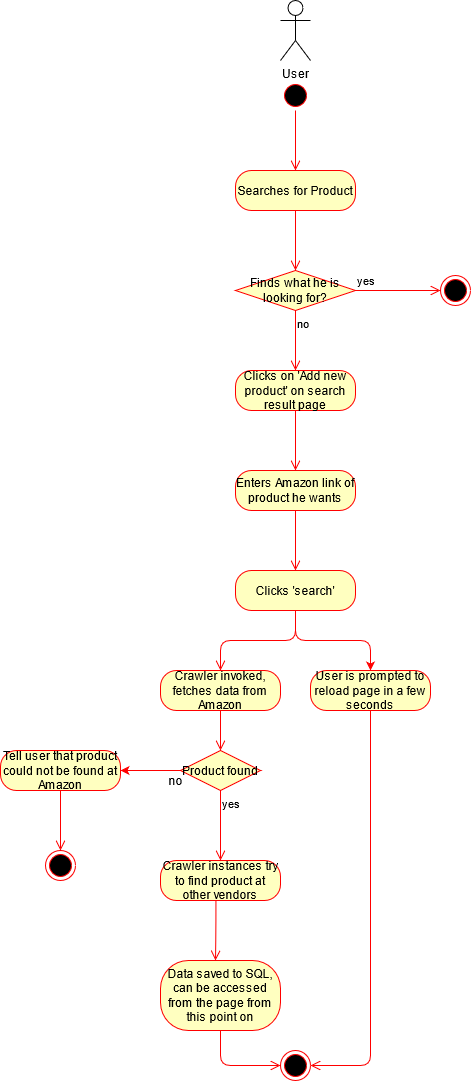 User
Searches for Product
Finds what he is
looking for?
yes
no
Clicks on 'Add new
product' on search
result page
Enters Amazon link of
product he wants
Clicks 'search'
Crawler invoked,
fetches data from
Amazon
User is prompted to
reload page in a few
seconds
Tell user that product
could not be found at
Amazon
Product found
no
yes
Crawler instances try
to find product at
other vendors
Data saved to SQL,
can be accessed
from the page from
this point on